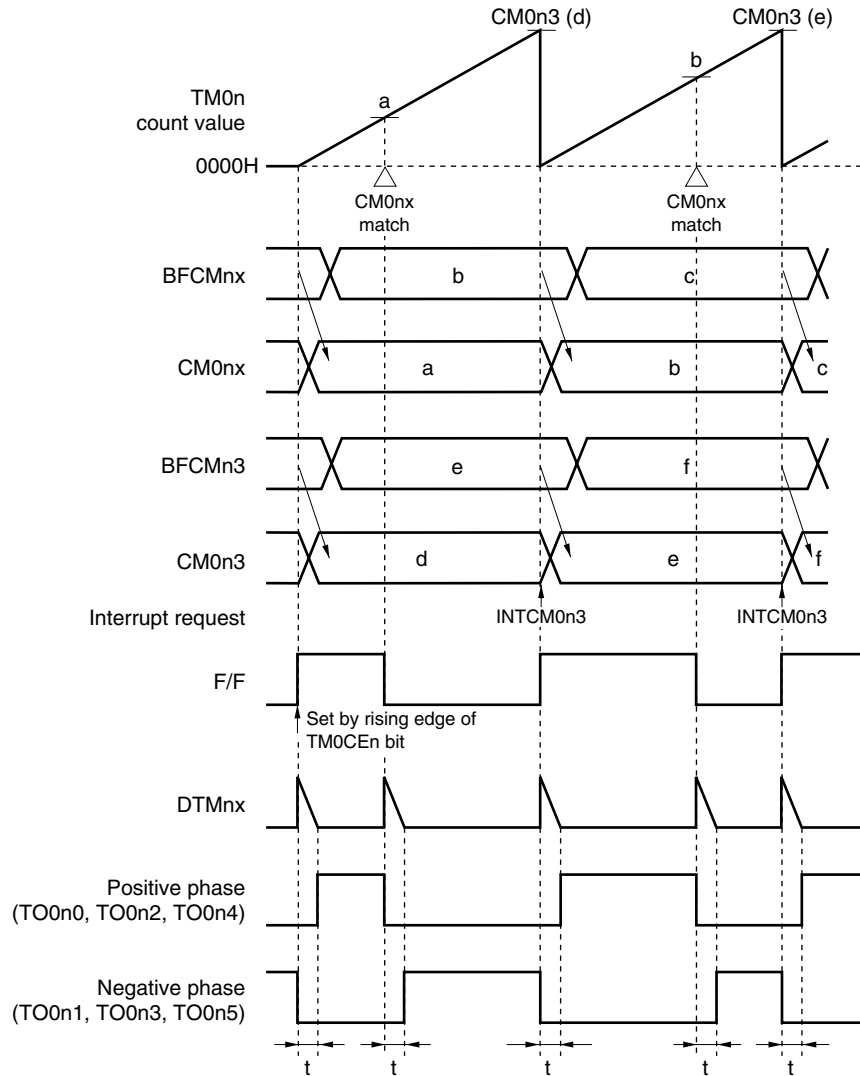 CM0n3 (d)
CM0n3 (e)
b
a
TM0n
count value
0000H
CM0nx
match
CM0nx
match
BFCMnx
b
c
CM0nx
a
b
c
BFCMn3
e
f
CM0n3
d
e
f
Interrupt request
INTCM0n3
INTCM0n3
F/F
Set by rising edge of
TM0CEn bit
DTMnx
Positive phase
(TO0n0, TO0n2, TO0n4)
Negative phase
(TO0n1, TO0n3, TO0n5)
t
t
t
t
t